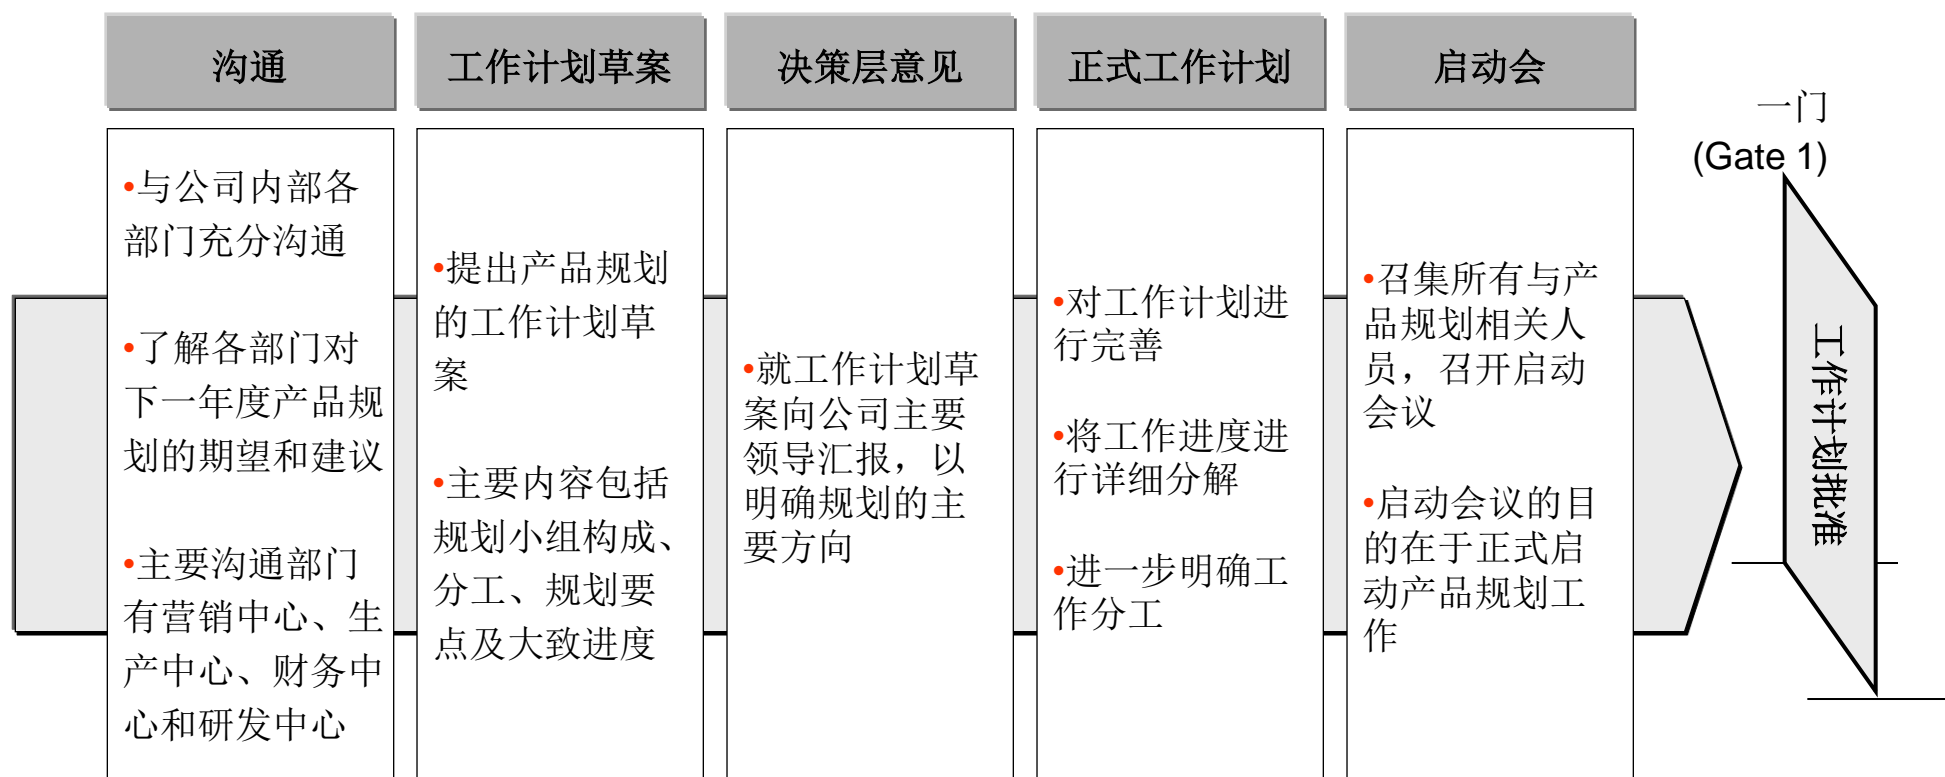 沟通
•与公司内部各
部门充分沟通
•了解各部门对
下一年度产品规
划的期望和建议
•主要沟通部门
有营销中心、生
产中心、财务中
心和研发中心
工作计划草案
•提出产品规划
的工作计划草
案
•主要内容包括
规划小组构成、
分工、规划要
点及大致进度
决策层意见
•就工作计划草
案向公司主要
领导汇报，以
明确规划的主
要方向
正式工作计划
•对工作计划进
行完善
•将工作进度进
行详细分解
•进一步明确工
作分工
启动会
•召集所有与产
品规划相关人
员，召开启动
会议
•启动会议的目
的在于正式启
动产品规划工
作
一门
(Gate 1)
工作计划批准